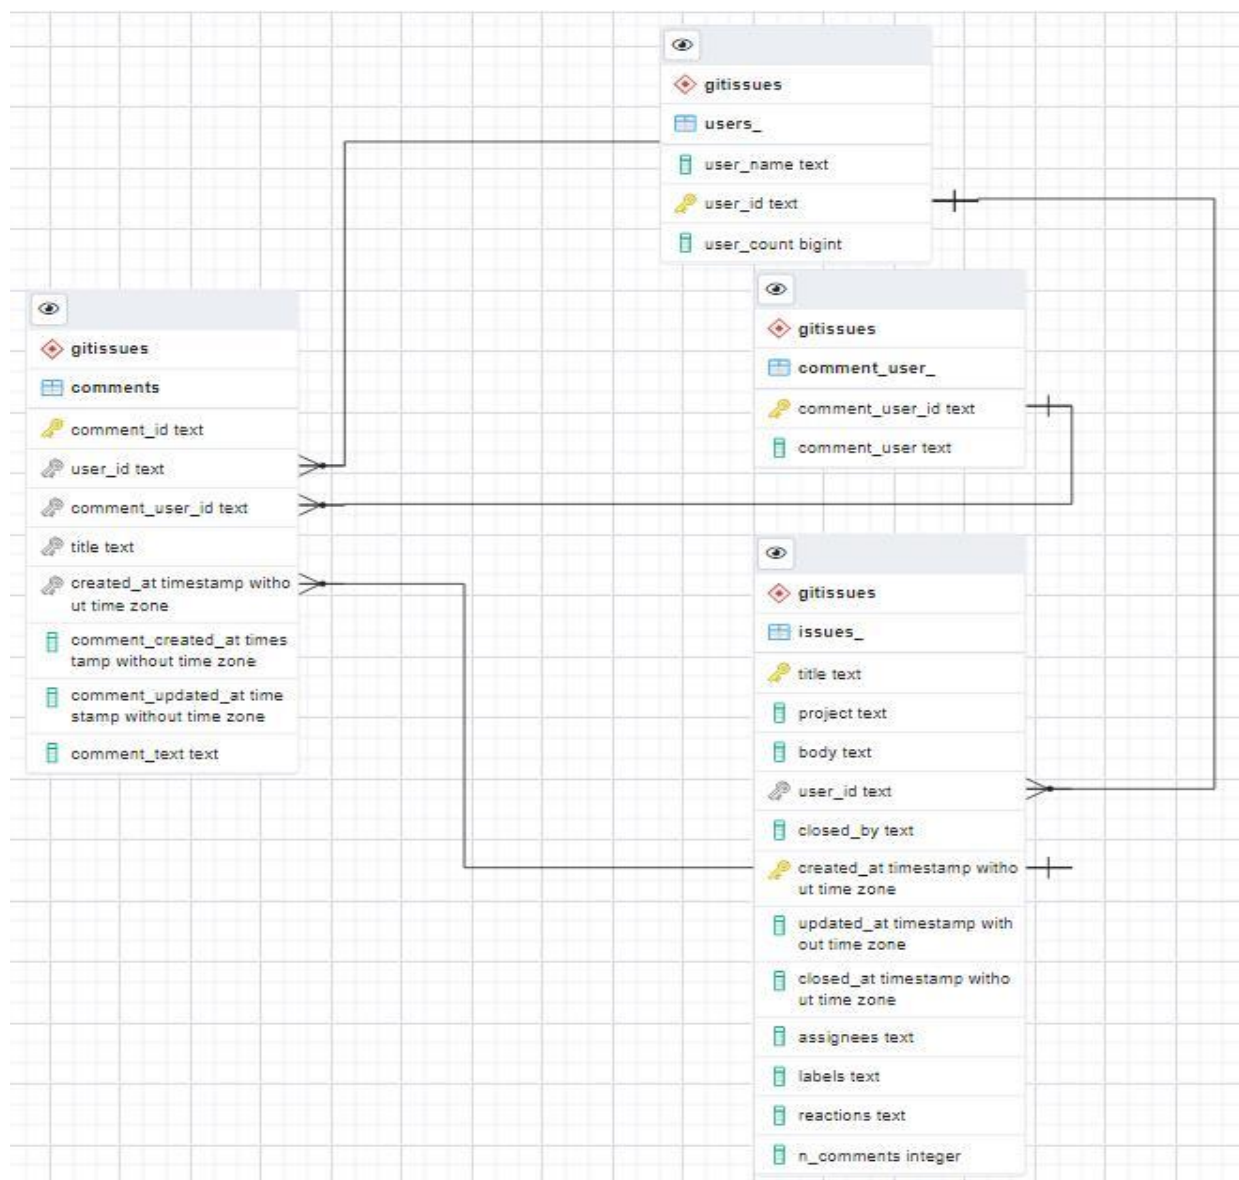 gitissues
users_
user_name text
user_id text
user_count bigint
gitissues
comment_user_
comment_user_id text
comment_user text
gitissues
comments
comment_id text
user_id text
comment_user_id text
title text
created_at timestamp witho
ut time zone
comment_created_at times
tamp without time zone
comment_updated_at time
stamp without time zone
comment_text text
gitissues
issues_
title text
project text
body text
user_id text
closed_by text
created_at timestamp witho
ut time zone
updated_at timestamp with
out time zone
closed_at timestamp witho
ut time zone
assignees text
labels text
reactions text
n_comments integer